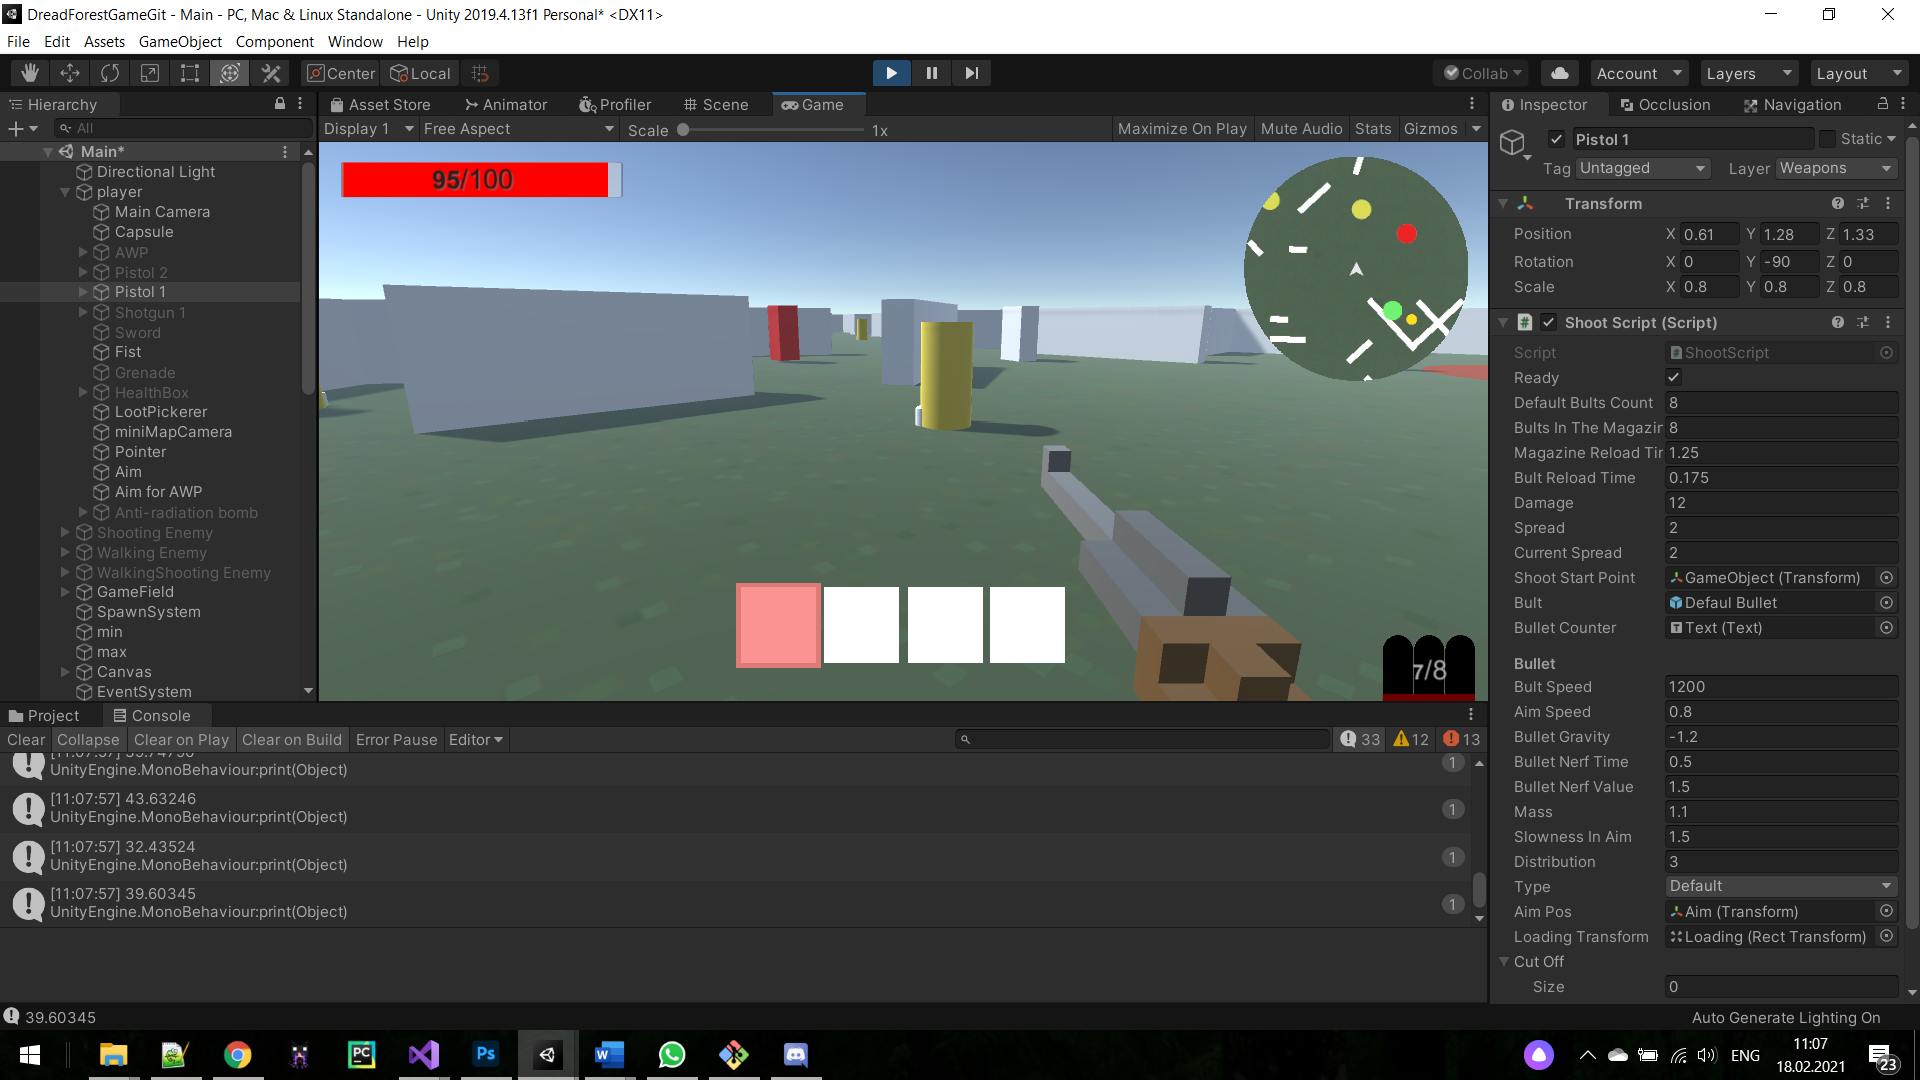 DreadForestGameGit - Main - PC, Mac & Linux Standalone - Unity 2019.4.13f1 Personal* <DX11>
File Edit Assets GameObject Component Window Help
Center Local Collab Account Layers Layout
Hierarchy
All
Main*
Directional Light
player
Main Camera
Capsule
AWP
Pistol 2
Pistol 1
Shotgun 1
Sword
Fist
Grenade
HealthBox
LootPickerer
miniMapCamera
Pointer
Aim
Aim for AWP
Anti-radiation bomb
Shooting Enemy
Walking Enemy
WalkingShooting Enemy
GameField
SpawnSystem
min
max
Canvas
EventSystem
Asset Store Animator Profiler Scene Game
Display 1 Free Aspect Scale 1x Maximize On Play Mute Audio Stats Gizmos
95/100
7/8
Inspector Occlusion Navigation
Pistol 1 Static
Tag Untagged Layer Weapons
Transform
Position X 0.61 Y 1.28 Z 1.33
Rotation X 0 Y -90 Z 0
Scale X 0.8 Y 0.8 Z 0.8
Shoot Script (Script)
Script ShootScript
Ready
Default Bults Count 8
Bults In The Magazir 8
Magazine Reload Tir 1.25
Bult Reload Time 0.175
Damage 12
Spread 2
Current Spread 2
Shoot Start Point GameObject (Transform)
Bult Defaul Bullet
Bullet Counter Text (Text)
Bullet
Bult Speed 1200
Aim Speed 0.8
Bullet Gravity -1.2
Bullet Nerf Time 0.5
Bullet Nerf Value 1.5
Mass 1.1
Slowness In Aim 1.5
Distribution 3
Type Default
Aim Pos Aim (Transform)
Loading Transform Loading (Rect Transform)
Cut Off
Size 0
Project Console
Clear Collapse Clear on Play Clear on Build Error Pause Editor 33 12 13
UnityEngine.MonoBehaviour:print(Object) 1
[11:07:57] 43.63246
UnityEngine.MonoBehaviour:print(Object) 1
[11:07:57] 32.43524
UnityEngine.MonoBehaviour:print(Object) 1
[11:07:57] 39.60345
UnityEngine.MonoBehaviour:print(Object) 1
39.60345
Auto Generate Lighting On
ENG
11:07
18.02.2021
23